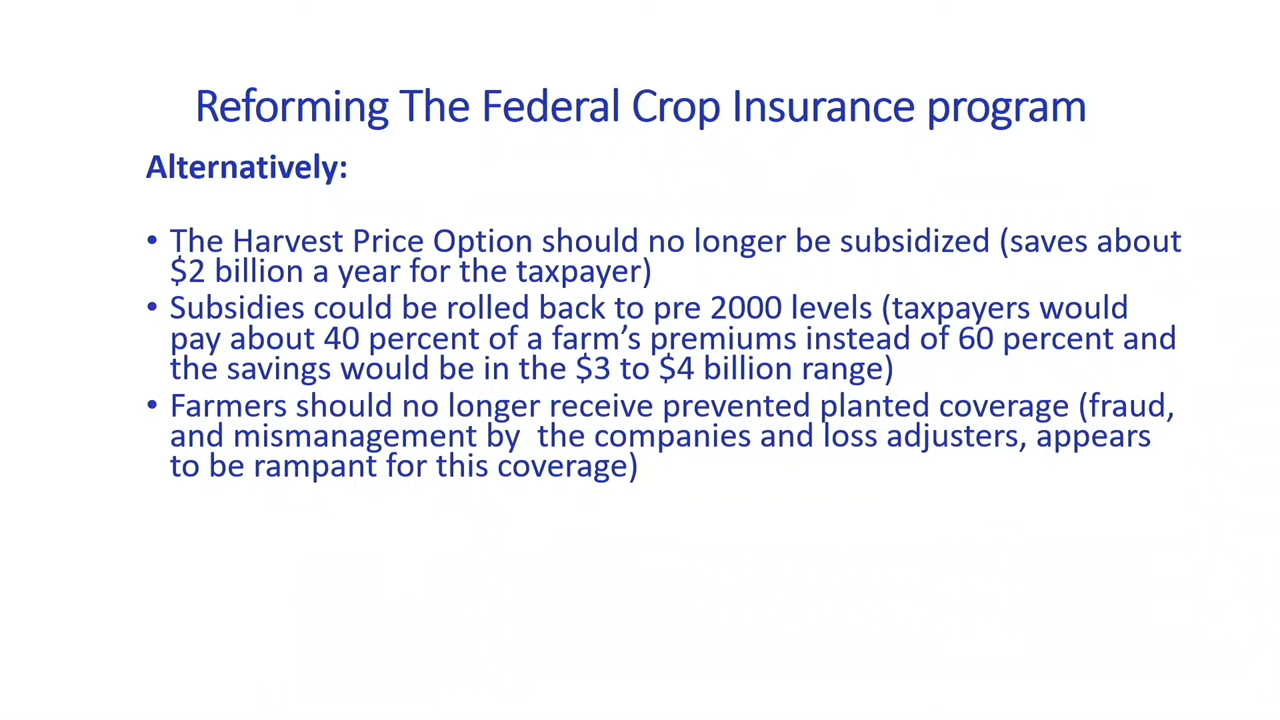 Reforming The Federal Crop Insurance program
Alternatively:
• The Harvest Price Option should no longer be subsidized (saves about
$2 billion a year for the taxpayer)
• Subsidies could be rolled back to pre 2000 levels (taxpayers would
pay about 40 percent of a farm’s premiums instead of 60 percent and
the savings would be in the $3 to $4 billion range)
• Farmers should no longer receive prevented planted coverage (fraud,
and mismanagement by  the companies and loss adjusters, appears
to be rampant for this coverage)